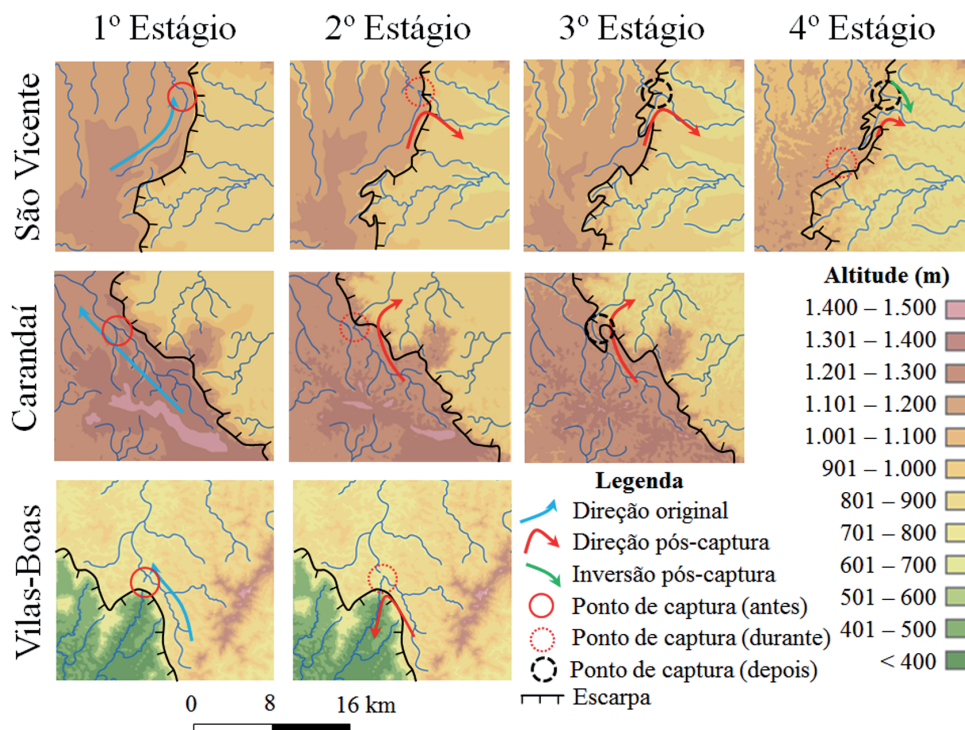 1º Estágio
2º Estágio
3º Estágio
4º Estágio
São Vicente
Carandaí
Vilas-Boas
Altitude (m)
1.400 – 1.500
1.301 – 1.400
1.201 – 1.300
1.101 – 1.200
1.001 – 1.100
901 – 1.000
801 – 900
701 – 800
601 – 700
501 – 600
401 – 500
< 400
Legenda
Direção original
Direção pós-captura
Inversão pós-captura
Ponto de captura (antes)
Ponto de captura (durante)
Ponto de captura (depois)
Escarpa
0 8 16 km